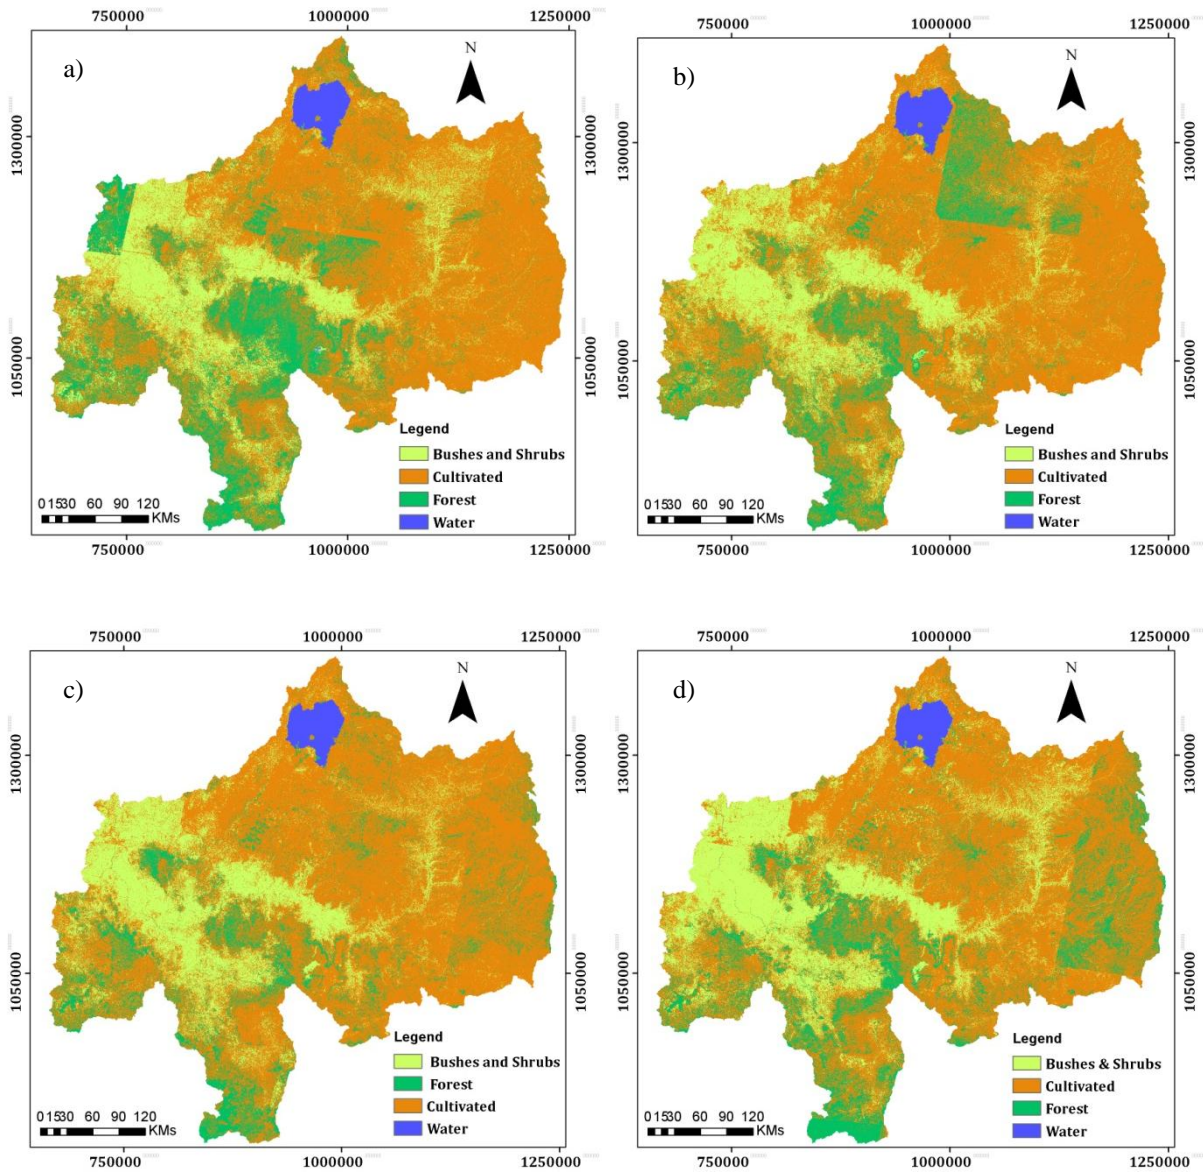 750000 1000000 1250000
a)
N
1300000 1300000
1050000 1050000
Legend
Bushes and Shrubs
Cultivated
Forest
Water
0 15 30 60 90 120
KMs
750000 1000000 1250000
750000 1000000 1250000
b)
N
1300000 1300000
1050000 1050000
Legend
Bushes and Shrubs
Cultivated
Forest
Water
0 15 30 60 90 120
KMs
750000 1000000 1250000
750000 1000000 1250000
c)
N
1300000 1300000
1050000 1050000
Legend
Bushes and Shrubs
Forest
Cultivated
Water
0 15 30 60 90 120
KMs
750000 1000000 1250000
750000 1000000 1250000
d)
N
1300000 1300000
1050000 1050000
Legend
Bushes & Shrubs
Cultivated
Forest
Water
0 15 30 60 90 120
KMs
750000 1000000 1250000